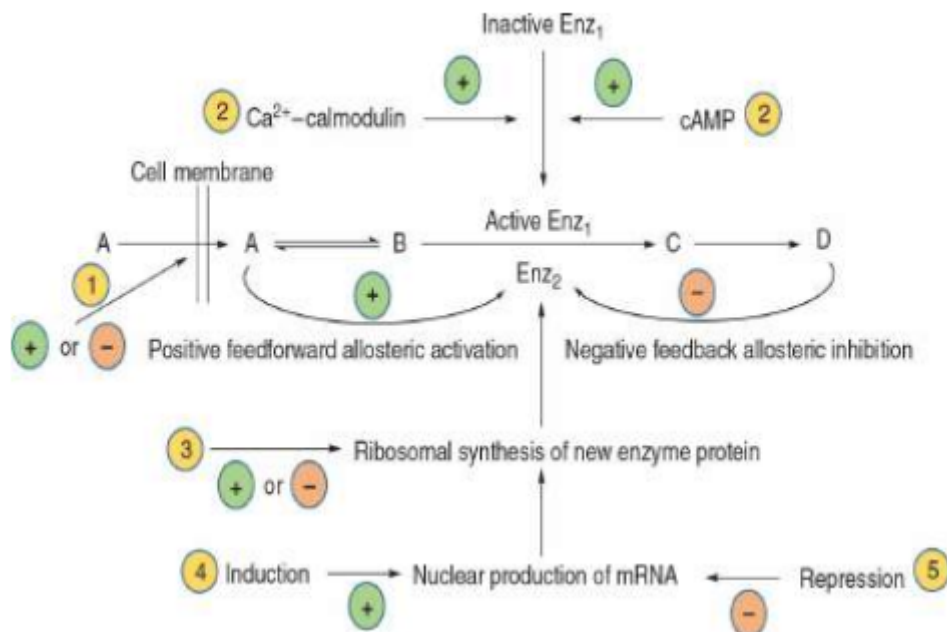 Inactive Enz₁
+ +
2 Ca²⁺–calmodulin cAMP 2
Cell membrane
Active Enz₁
A A B C D
Enz₂
1 + −
+ or − Positive feedforward allosteric activation Negative feedback allosteric inhibition
3 Ribosomal synthesis of new enzyme protein
+ or −
4 Induction Nuclear production of mRNA Repression 5
+ −